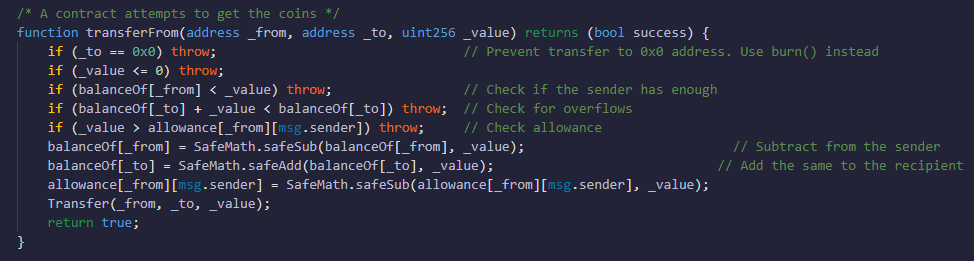 /* A contract attempts to get the coins */
function transferFrom(address _from, address _to, uint256 _value) returns (bool success) {
if (_to == 0x0) throw; // Prevent transfer to 0x0 address. Use burn() instead
if (_value <= 0) throw;
if (balanceOf[_from] < _value) throw; // Check if the sender has enough
if (balanceOf[_to] + _value < balanceOf[_to]) throw; // Check for overflows
if (_value > allowance[_from][msg.sender]) throw; // Check allowance
balanceOf[_from] = SafeMath.safeSub(balanceOf[_from], _value); // Subtract from the sender
balanceOf[_to] = SafeMath.safeAdd(balanceOf[_to], _value); // Add the same to the recipient
allowance[_from][msg.sender] = SafeMath.safeSub(allowance[_from][msg.sender], _value);
Transfer(_from, _to, _value);
return true;
}